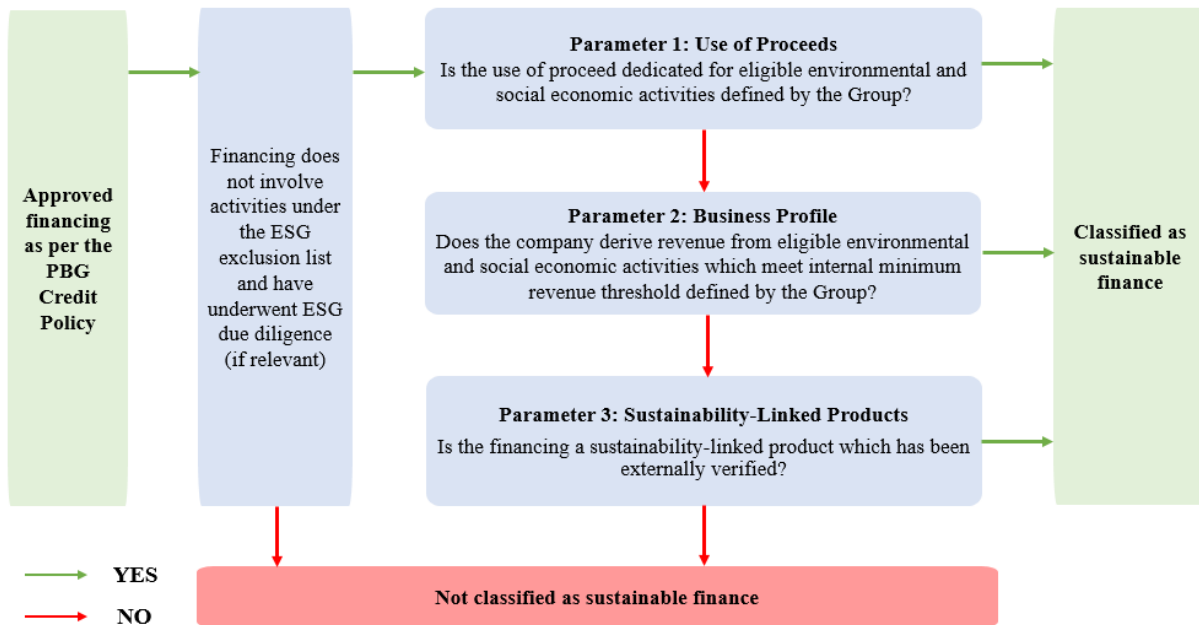 Approved
financing
as per the
PBG
Credit
Policy
Financing does
not involve
activities under
the ESG
exclusion list
and have
underwent ESG
due diligence
(if relevant)
Parameter 1: Use of Proceeds
Is the use of proceed dedicated for eligible environmental and
social economic activities defined by the Group?
Parameter 2: Business Profile
Does the company derive revenue from eligible environmental
and social economic activities which meet internal minimum
revenue threshold defined by the Group?
Parameter 3: Sustainability-Linked Products
Is the financing a sustainability-linked product which has been
externally verified?
Classified as
sustainable
finance
YES
NO
Not classified as sustainable finance